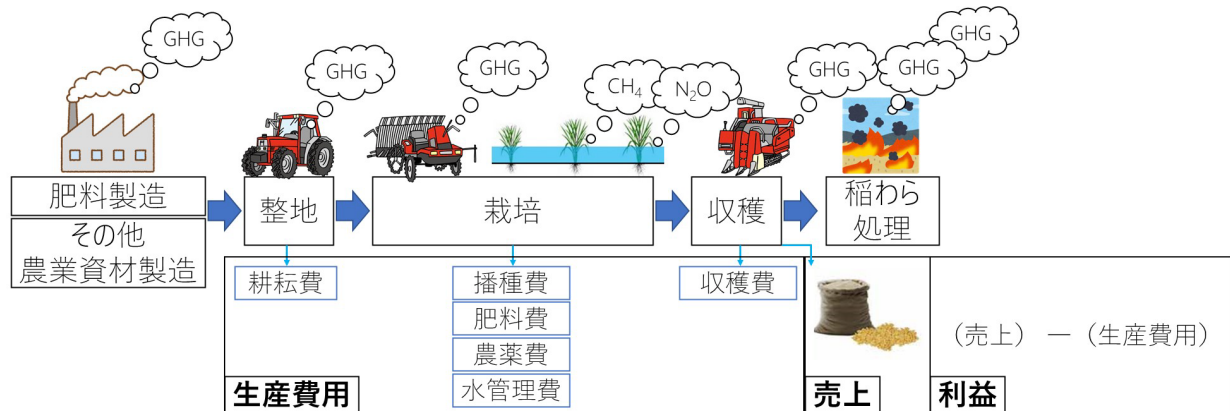 GHG
GHG
GHG
CH4
N2O
GHG
GHG
GHG
肥料製造
その他
農業資材製造
整地
栽培
収穫
稲わら
処理
耕耘費
播種費
肥料費
農薬費
水管理費
収穫費
(売上) ― (生産費用)
生産費用
売上
利益